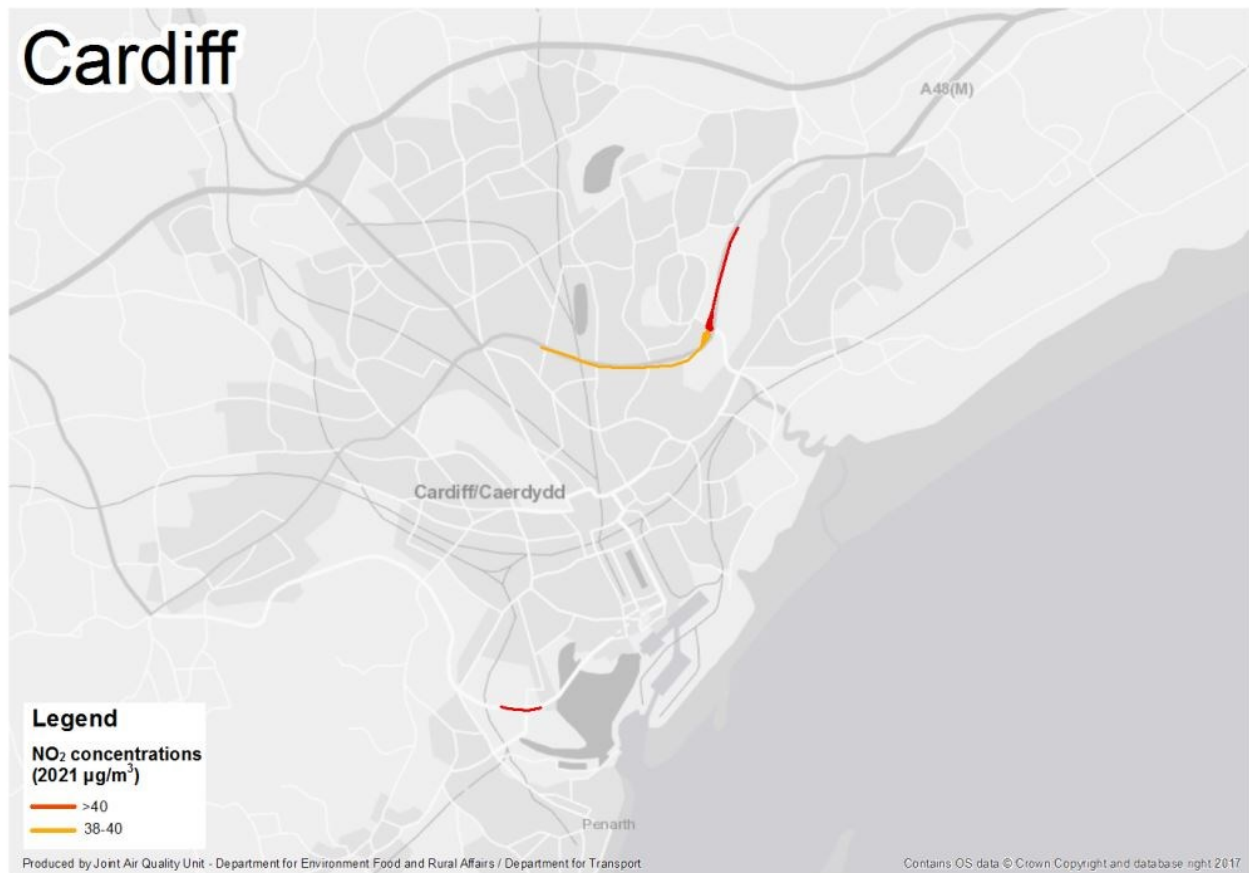 Cardiff
A48(M)
Cardiff/Caerdydd
Legend
NO₂ concentrations
(2021 µg/m³)
>40
38-40
Penarth
Produced by Joint Air Quality Unit - Department for Environment Food and Rural Affairs / Department for Transport
Contains OS data © Crown Copyright and database right 2017